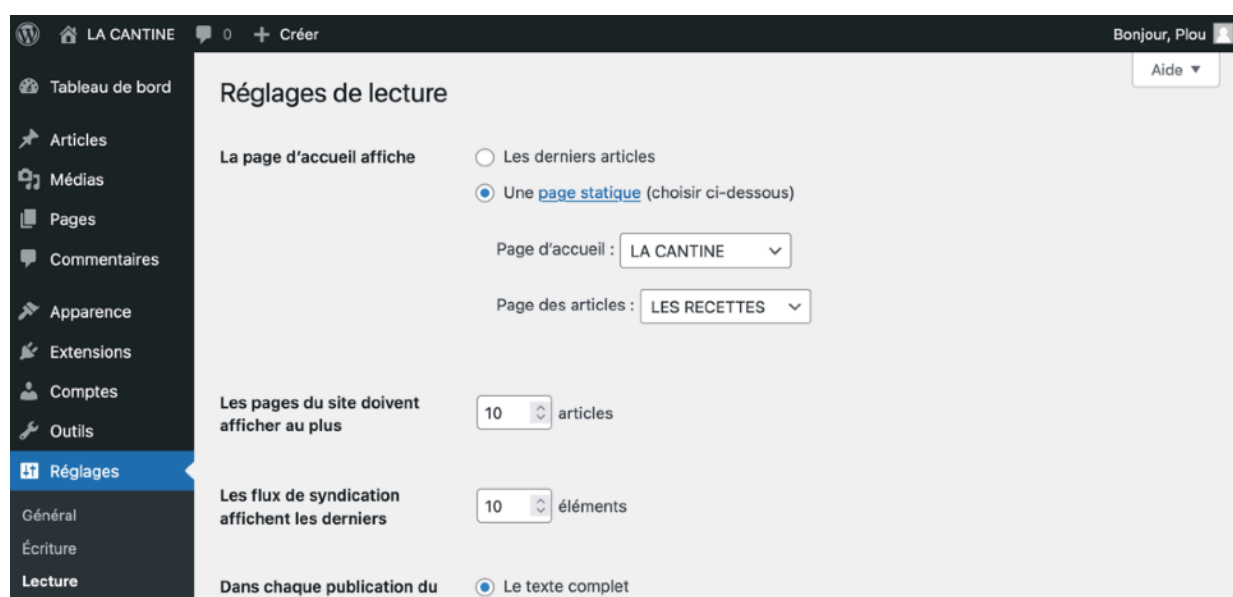 LA CANTINE 0 + Créer Bonjour, Plou
Aide ▼
Tableau de bord
Articles
Médias
Pages
Commentaires
Apparence
Extensions
Comptes
Outils
Réglages
Général
Écriture
Lecture
Réglages de lecture
La page d’accueil affiche
Les derniers articles
Une page statique (choisir ci-dessous)
Page d’accueil : LA CANTINE
Page des articles : LES RECETTES
Les pages du site doivent
afficher au plus
10 articles
Les flux de syndication
affichent les derniers
10 éléments
Dans chaque publication du
Le texte complet